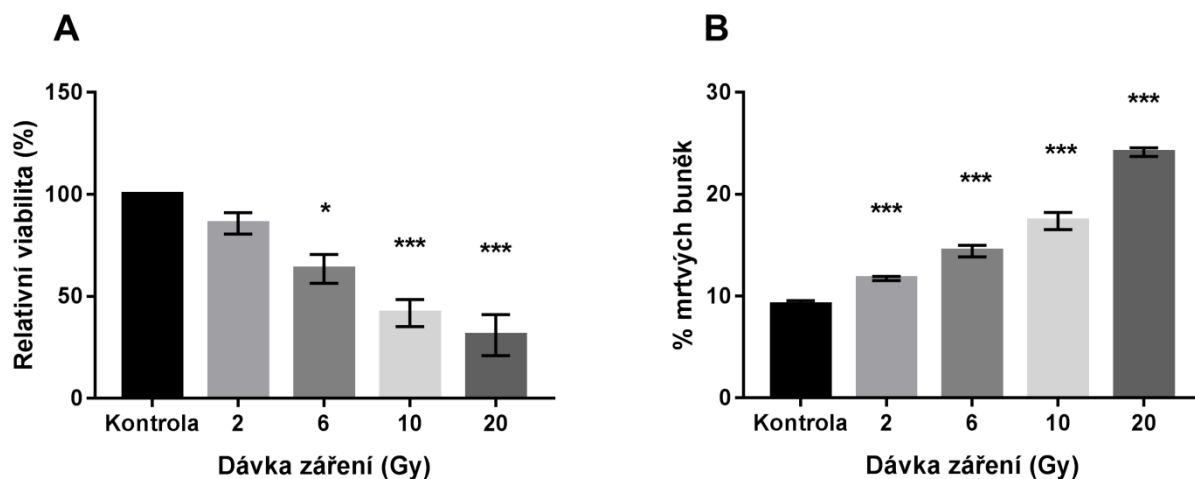 A
Relativní viabilita (%)
150
100
50
0
*
***
***
Kontrola 2 6 10 20
Dávka záření (Gy)
B
% mrtvých buněk
30
20
10
0
***
***
***
***
Kontrola 2 6 10 20
Dávka záření (Gy)